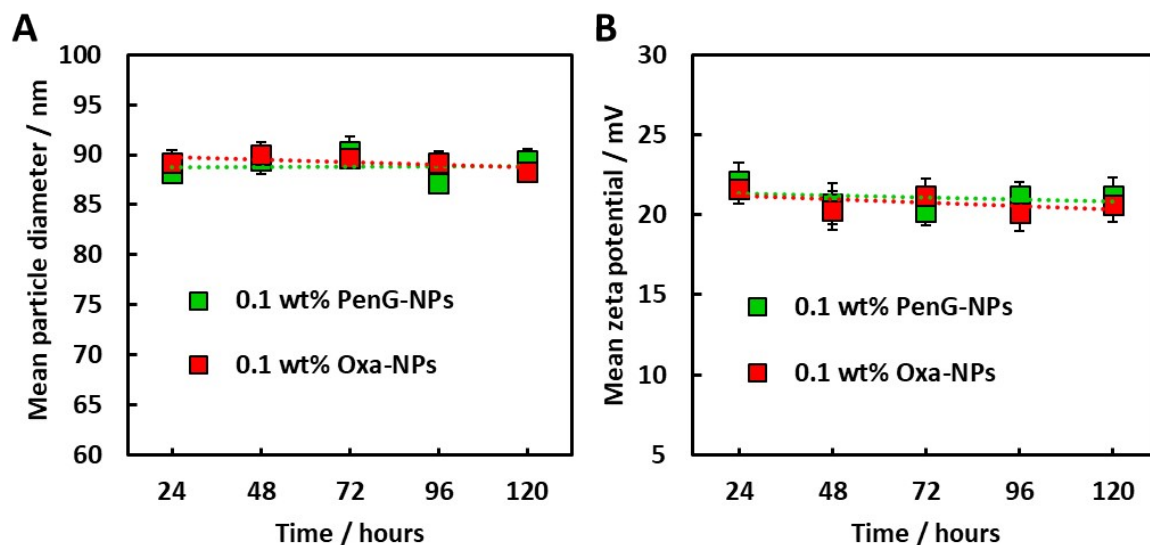 A
Mean particle diameter / nm
100
95
90
85
80
75
70
65
60
0.1 wt% PenG-NPs
0.1 wt% Oxa-NPs
24 48 72 96 120
Time / hours
B
Mean zeta potential / mV
30
25
20
15
10
5
0.1 wt% PenG-NPs
0.1 wt% Oxa-NPs
24 48 72 96 120
Time / hours